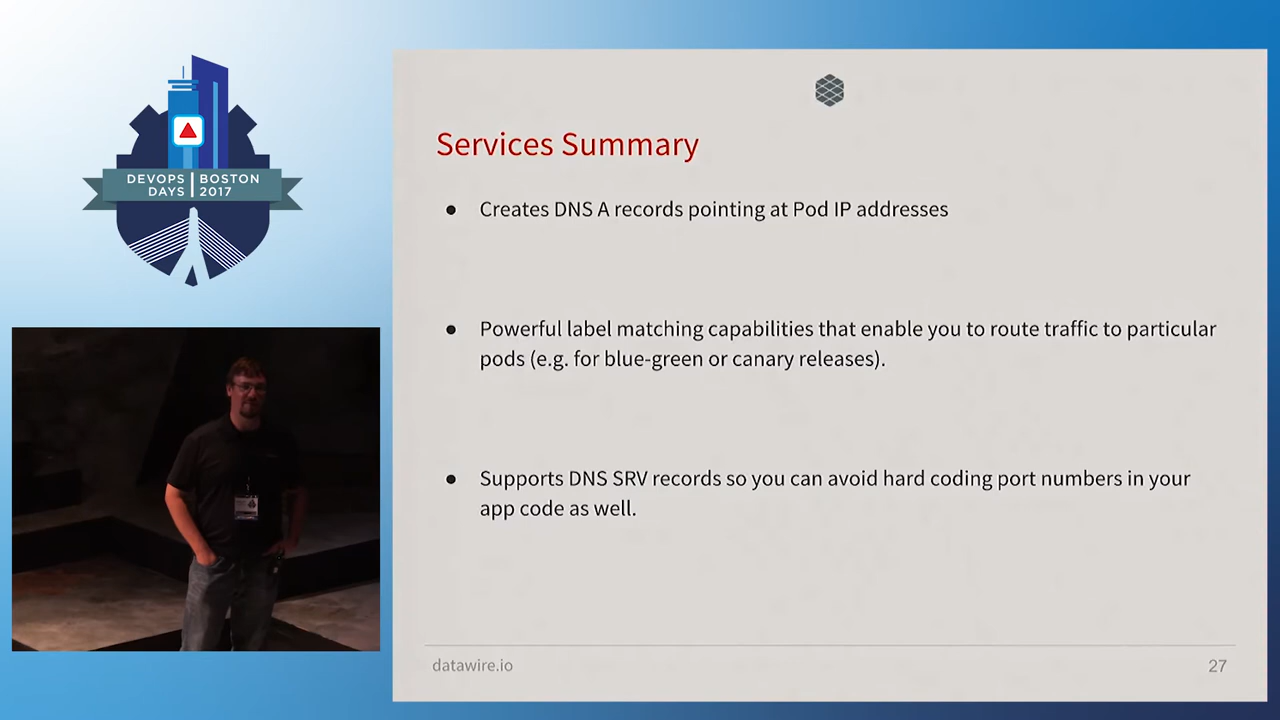 DEVOPS BOSTON
DAYS 2017
Services Summary
● Creates DNS A records pointing at Pod IP addresses
● Powerful label matching capabilities that enable you to route traffic to particular
pods (e.g. for blue-green or canary releases).
● Supports DNS SRV records so you can avoid hard coding port numbers in your
app code as well.
datawire.io
27